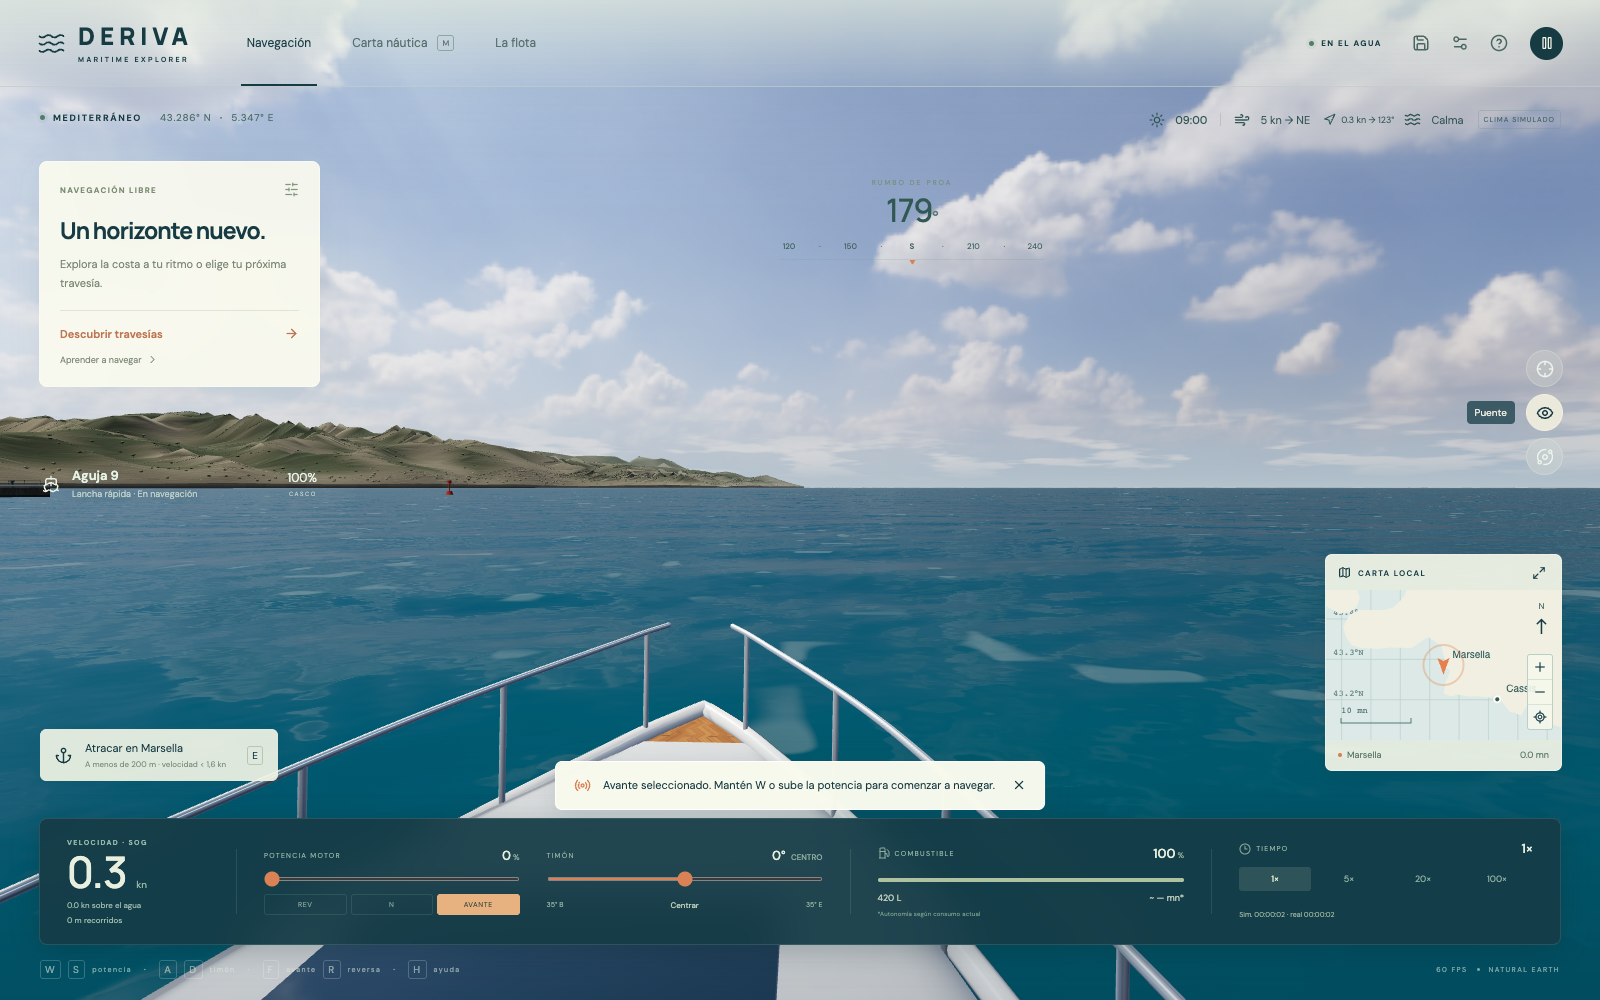 DERIVA
MARITIME EXPLORER
Navegación
Carta náutica M
La flota
EN EL AGUA
MEDITERRÁNEO 43.286° N · 5.347° E
09:00
5 kn → NE
0.3 kn → 123°
Calma
CLIMA SIMULADO
NAVEGACIÓN LIBRE
Un horizonte nuevo.
Explora la costa a tu ritmo o elige tu próxima
travesía.
Descubrir travesías
Aprender a navegar
RUMBO DE PROA
179°
120 · 150 · S · 210 · 240
Puente
Aguja 9
Lancha rápida · En navegación
100%
CASCO
CARTA LOCAL
N
43.3°N
Marsella
43.2°N
Cass
10 mn
+
−
Marsella 0.0 mn
Atracar en Marsella
A menos de 200 m · velocidad < 1,6 kn
E
Avante seleccionado. Mantén W o sube la potencia para comenzar a navegar.
VELOCIDAD · SOG
0.3 kn
0.0 kn sobre el agua
0 m recorridos
POTENCIA MOTOR 0 %
REV N AVANTE
TIMÓN 0° CENTRO
35° B Centrar 35° E
COMBUSTIBLE 100 %
420 L ~ — mn*
*Autonomía según consumo actual
TIEMPO 1×
1× 5× 20× 100×
Sim. 00:00:02 · real 00:00:02
W S potencia · A D timón · F avante R reversa · H ayuda
60 FPS • NATURAL EARTH